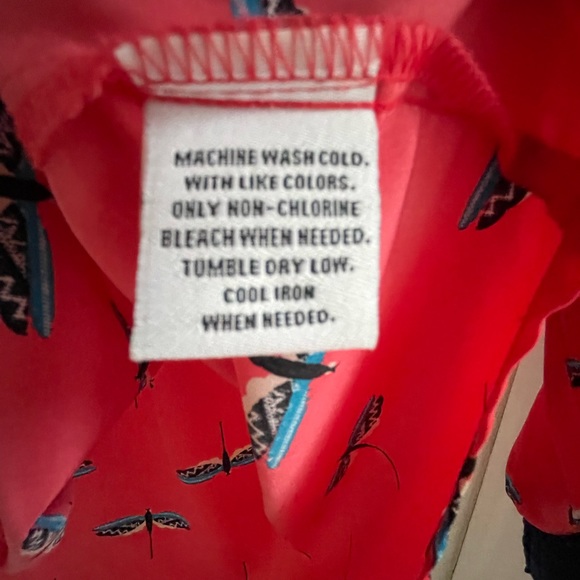 MACHINE WASH COLD.
WITH LIKE COLORS.
ONLY NON-CHLORINE
BLEACH WHEN NEEDED.
TUMBLE DRY LOW.
COOL IRON
WHEN NEEDED.